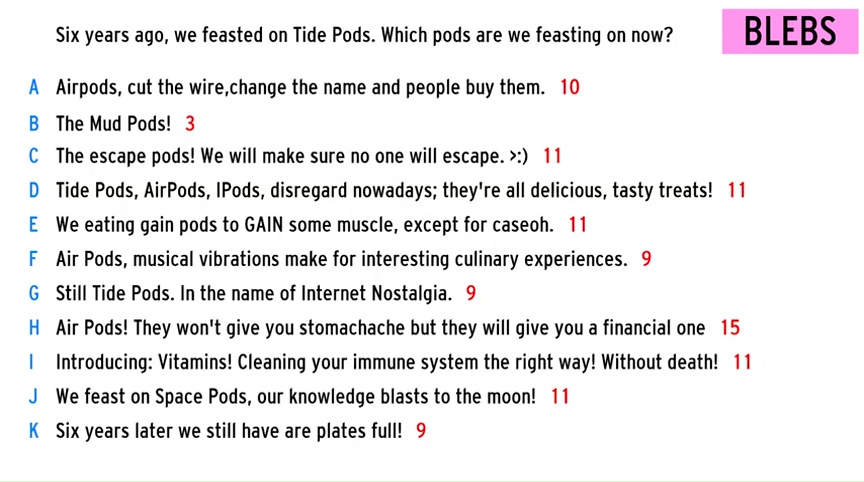 Six years ago, we feasted on Tide Pods. Which pods are we feasting on now?
BLEBS
A Airpods, cut the wire,change the name and people buy them. 10
B The Mud Pods! 3
C The escape pods! We will make sure no one will escape. >:) 11
D Tide Pods, AirPods, IPods, disregard nowadays; they're all delicious, tasty treats! 11
E We eating gain pods to GAIN some muscle, except for caseoh. 11
F Air Pods, musical vibrations make for interesting culinary experiences. 9
G Still Tide Pods. In the name of Internet Nostalgia. 9
H Air Pods! They won't give you stomachache but they will give you a financial one 15
I Introducing: Vitamins! Cleaning your immune system the right way! Without death! 11
J We feast on Space Pods, our knowledge blasts to the moon! 11
K Six years later we still have are plates full! 9